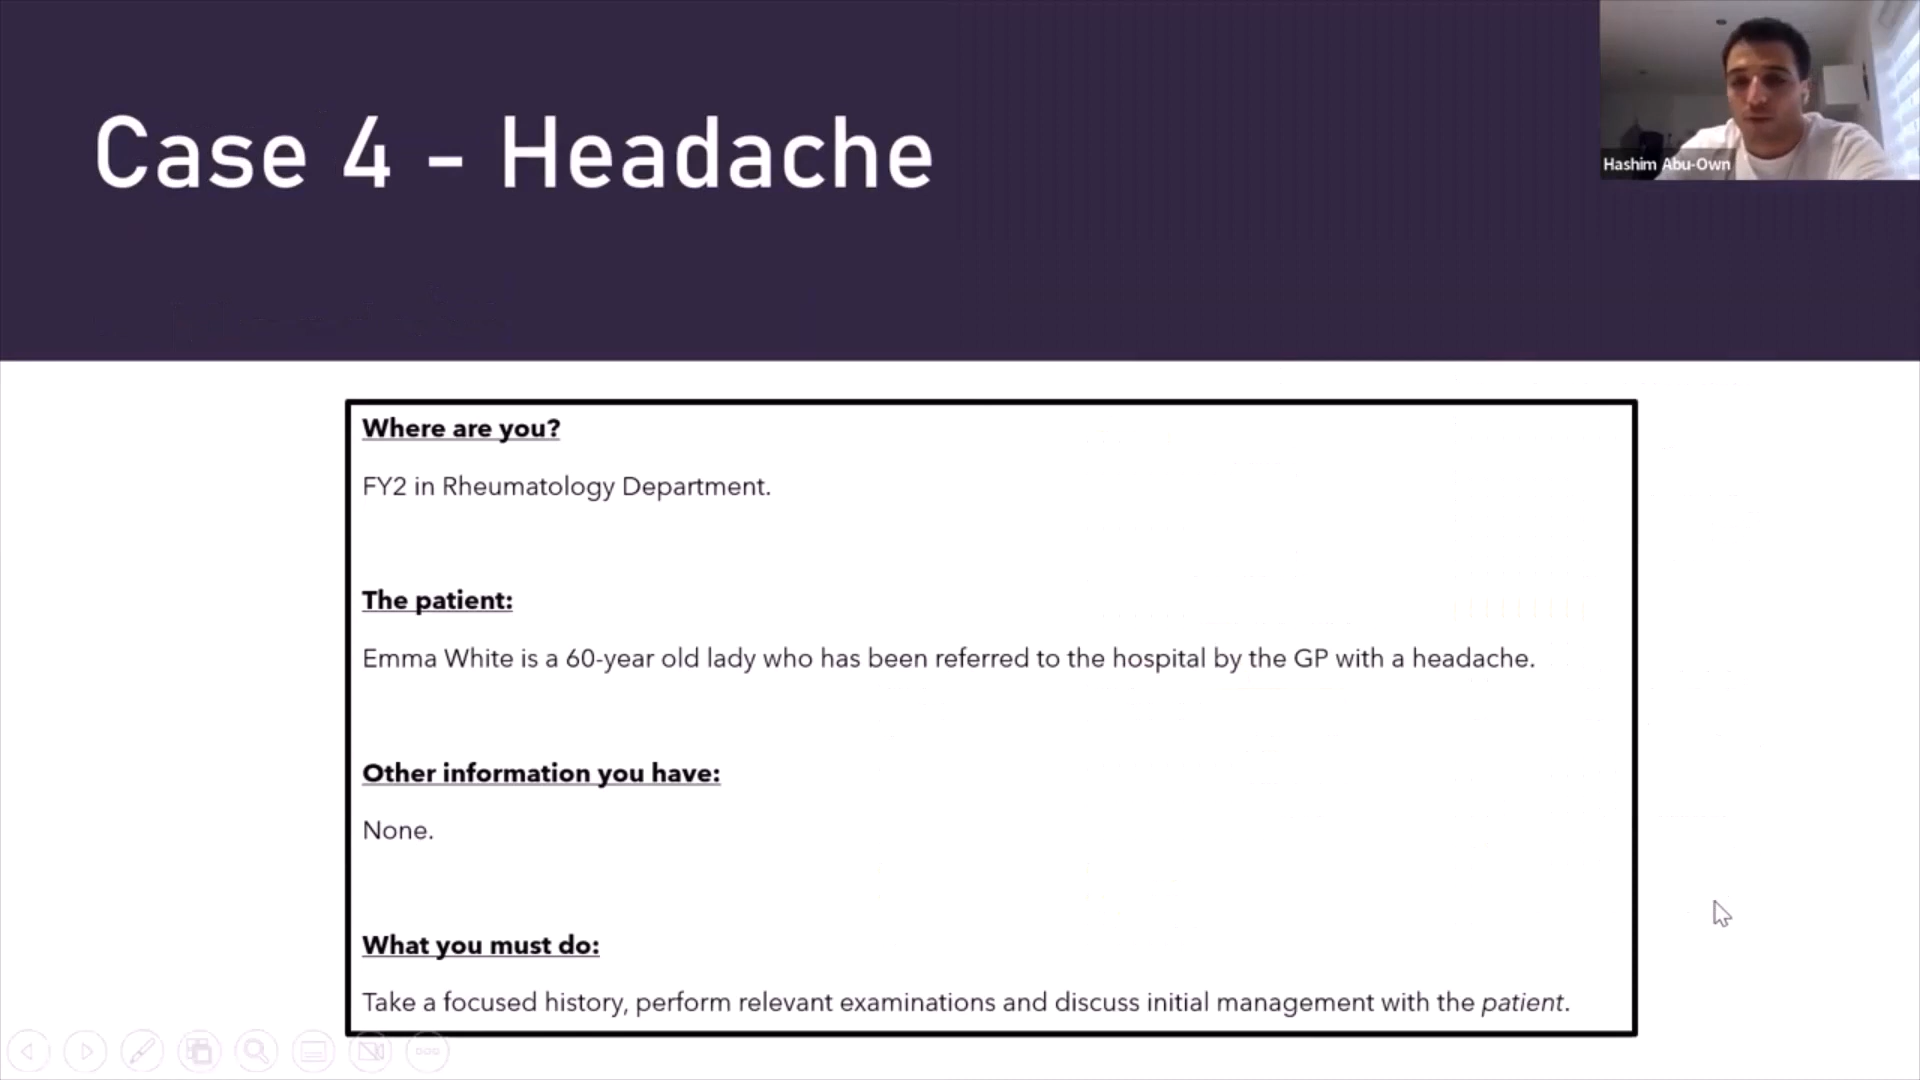 Case 4 - Headache
Hashim Abu-Own
Where are you?
FY2 in Rheumatology Department.
The patient:
Emma White is a 60-year old lady who has been referred to the hospital by the GP with a headache.
Other information you have:
None.
What you must do:
Take a focused history, perform relevant examinations and discuss initial management with the patient.